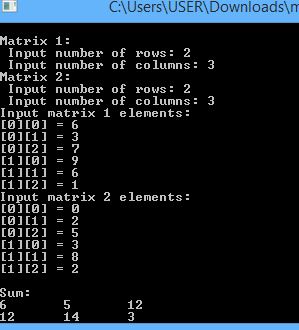 C:\Users\USER\Downloads\m
Matrix 1:
Input number of rows: 2
Input number of columns: 3
Matrix 2:
Input number of rows: 2
Input number of columns: 3
Input matrix 1 elements:
[0][0] = 6
[0][1] = 3
[0][2] = 7
[1][0] = 9
[1][1] = 6
[1][2] = 1
Input matrix 2 elements:
[0][0] = 0
[0][1] = 2
[0][2] = 5
[1][0] = 3
[1][1] = 8
[1][2] = 2
Sum:
6 5 12
12 14 3